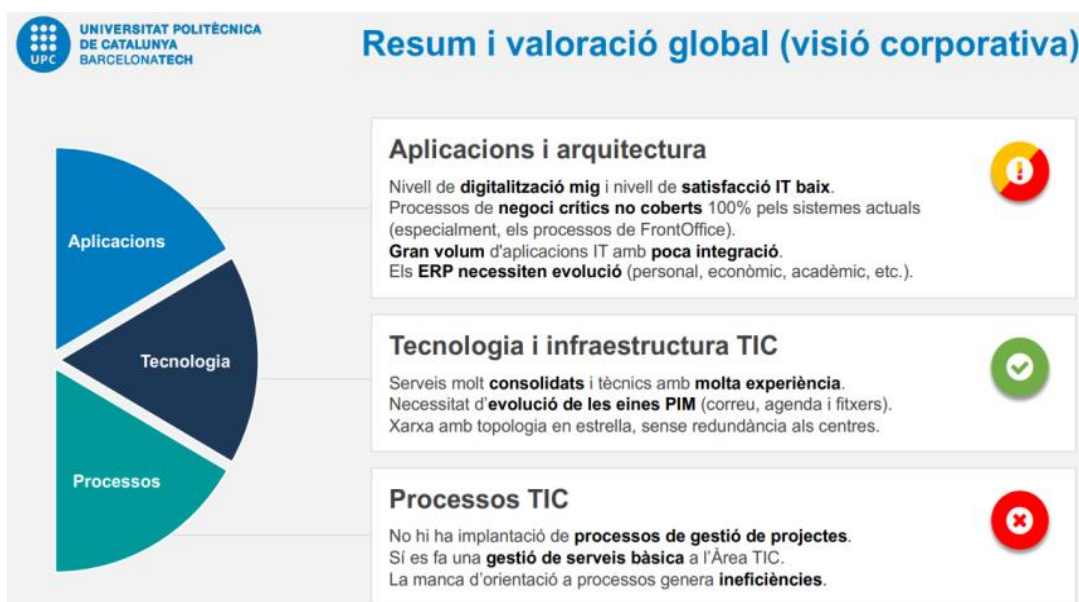 UNIVERSITAT POLITÈCNICA
DE CATALUNYA
BARCELONATECH
UPC
Resum i valoració global (visió corporativa)
Aplicacions
Tecnologia
Processos
Aplicacions i arquitectura
Nivell de digitalització mig i nivell de satisfacció IT baix.
Processos de negoci crítics no coberts 100% pels sistemes actuals
(especialment, els processos de FrontOffice).
Gran volum d'aplicacions IT amb poca integració.
Els ERP necessiten evolució (personal, econòmic, acadèmic, etc.).
Tecnologia i infraestructura TIC
Serveis molt consolidats i tècnics amb molta experiència.
Necessitat d'evolució de les eines PIM (correu, agenda i fitxers).
Xarxa amb topologia en estrella, sense redundància als centres.
Processos TIC
No hi ha implantació de processos de gestió de projectes.
Sí es fa una gestió de serveis bàsica a l'Àrea TIC.
La manca d'orientació a processos genera ineficiències.